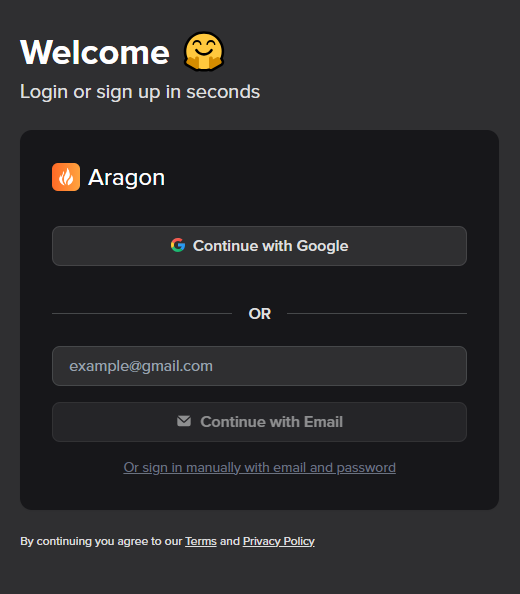 Welcome
Login or sign up in seconds
Aragon
Continue with Google
OR
example@gmail.com
Continue with Email
Or sign in manually with email and password
By continuing you agree to our Terms and Privacy Policy